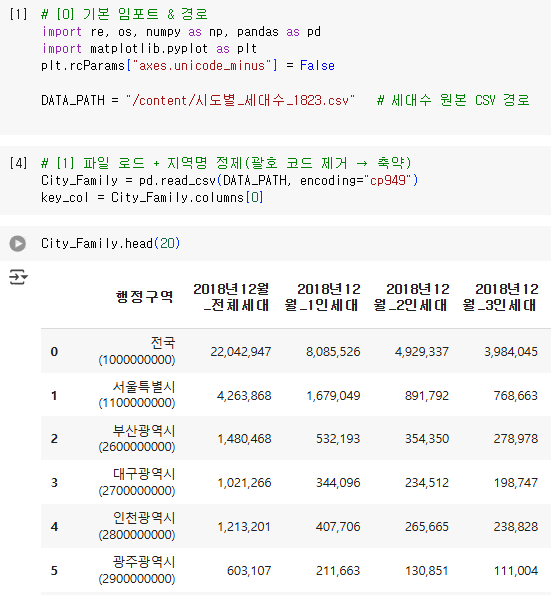 [1] # [0] 기본 임포트 & 경로
import re, os, numpy as np, pandas as pd
import matplotlib.pyplot as plt
plt.rcParams["axes.unicode_minus"] = False
DATA_PATH = "/content/시도별_세대수_1823.csv" # 세대수 원본 CSV 경로
[4] # [1] 파일 로드 + 지역명 정제(괄호 코드 제거 → 축약)
City_Family = pd.read_csv(DATA_PATH, encoding="cp949")
key_col = City_Family.columns[0]
City_Family.head(20)
행정구역 2018년12월_전체세대 2018년12월_1인세대 2018년12월_2인세대 2018년12월_3인세대
0 전국 (1000000000) 22,042,947 8,085,526 4,929,337 3,984,045
1 서울특별시 (1100000000) 4,263,868 1,679,049 891,792 768,663
2 부산광역시 (2600000000) 1,480,468 532,193 354,350 278,978
3 대구광역시 (2700000000) 1,021,266 344,096 234,512 198,747
4 인천광역시 (2800000000) 1,213,201 407,706 265,665 238,828
5 광주광역시 (2900000000) 603,107 211,663 130,851 111,004